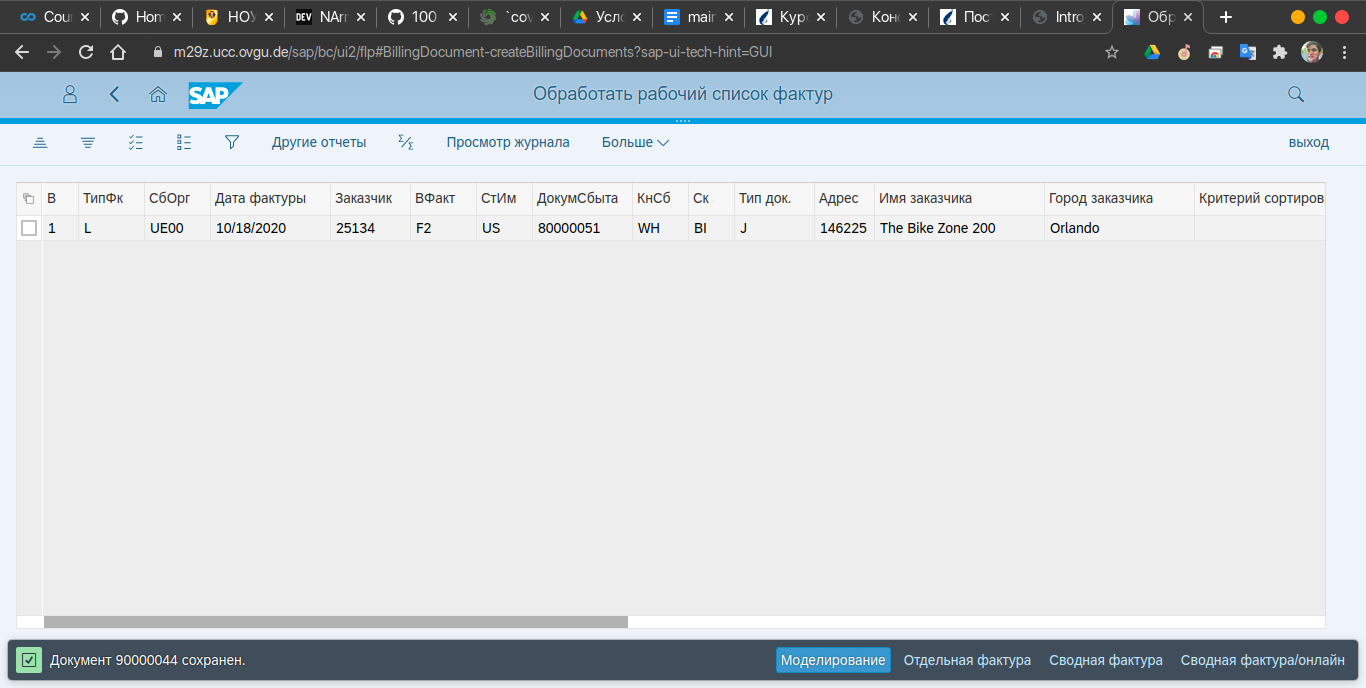 Cour Hom НОУ DEV NArr 100 `cov Усло main Курс Конс Пост Intro Обр
m29z.ucc.ovgu.de/sap/bc/ui2/flp#BillingDocument-createBillingDocuments?sap-ui-tech-hint=GUI
SAP Обработать рабочий список фактур
Другие отчеты Просмотр журнала Больше выход
В ТипФк СбОрг Дата фактуры Заказчик ВФакт СтИм ДокумСбыта КнСб Ск Тип док. Адрес Имя заказчика Город заказчика Критерий сортиров
1 L UE00 10/18/2020 25134 F2 US 80000051 WH BI J 146225 The Bike Zone 200 Orlando
Документ 90000044 сохранен. Моделирование Отдельная фактура Сводная фактура Сводная фактура/онлайн